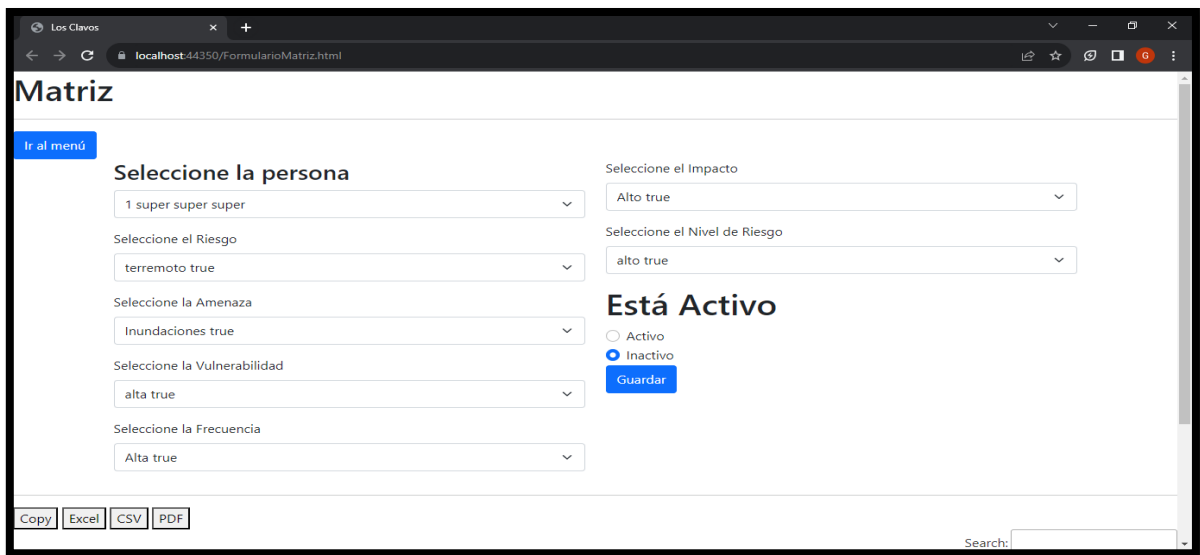 Los Clavos
localhost:44350/FormularioMatriz.html
G
Matriz
Ir al menú
Seleccione la persona
1 super super super
Seleccione el Riesgo
terremoto true
Seleccione la Amenaza
Inundaciones true
Seleccione la Vulnerabilidad
alta true
Seleccione la Frecuencia
Alta true
Seleccione el Impacto
Alto true
Seleccione el Nivel de Riesgo
alto true
Está Activo
Activo
Inactivo
Guardar
Copy Excel CSV PDF
Search: